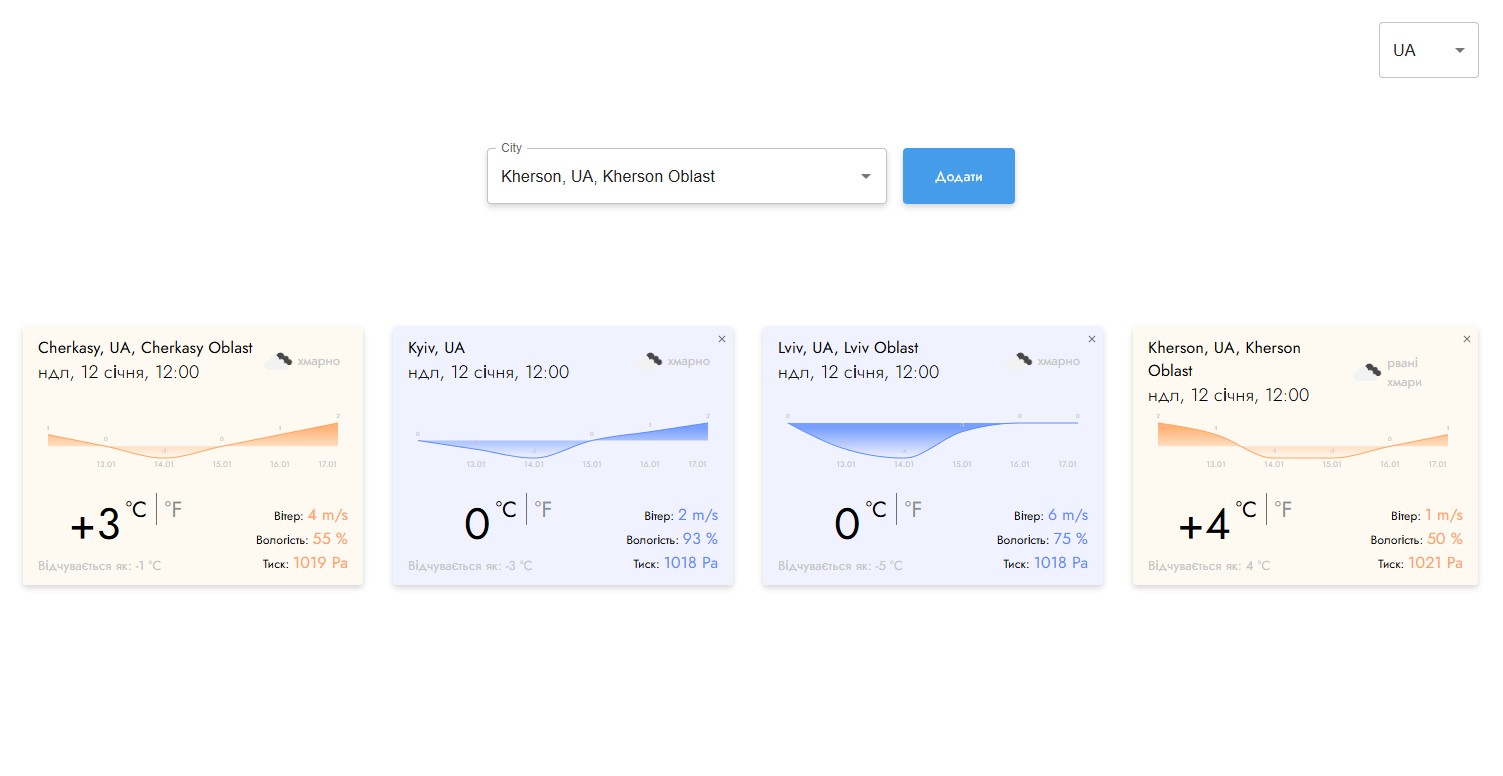 UA
City
Kherson, UA, Kherson Oblast
Додати
Cherkasy, UA, Cherkasy Oblast
ндл, 12 січня, 12:00
хмарно
1
0
-1
0
1
2
13.01
14.01
15.01
16.01
17.01
+3 °C | °F
Відчувається як: -1 °C
Вітер: 4 m/s
Вологість: 55 %
Тиск: 1019 Pa
×
Kyiv, UA
ндл, 12 січня, 12:00
хмарно
0
-1
0
1
2
13.01
14.01
15.01
16.01
17.01
0 °C | °F
Відчувається як: -3 °C
Вітер: 2 m/s
Вологість: 93 %
Тиск: 1018 Pa
×
Lviv, UA, Lviv Oblast
ндл, 12 січня, 12:00
хмарно
0
-1
0
0
13.01
14.01
15.01
16.01
17.01
0 °C | °F
Відчувається як: -5 °C
Вітер: 6 m/s
Вологість: 75 %
Тиск: 1018 Pa
×
Kherson, UA, Kherson
Oblast
ндл, 12 січня, 12:00
рвані
хмари
2
1
-1
-1
0
1
13.01
14.01
15.01
16.01
17.01
+4 °C | °F
Відчувається як: 4 °C
Вітер: 1 m/s
Вологість: 50 %
Тиск: 1021 Pa